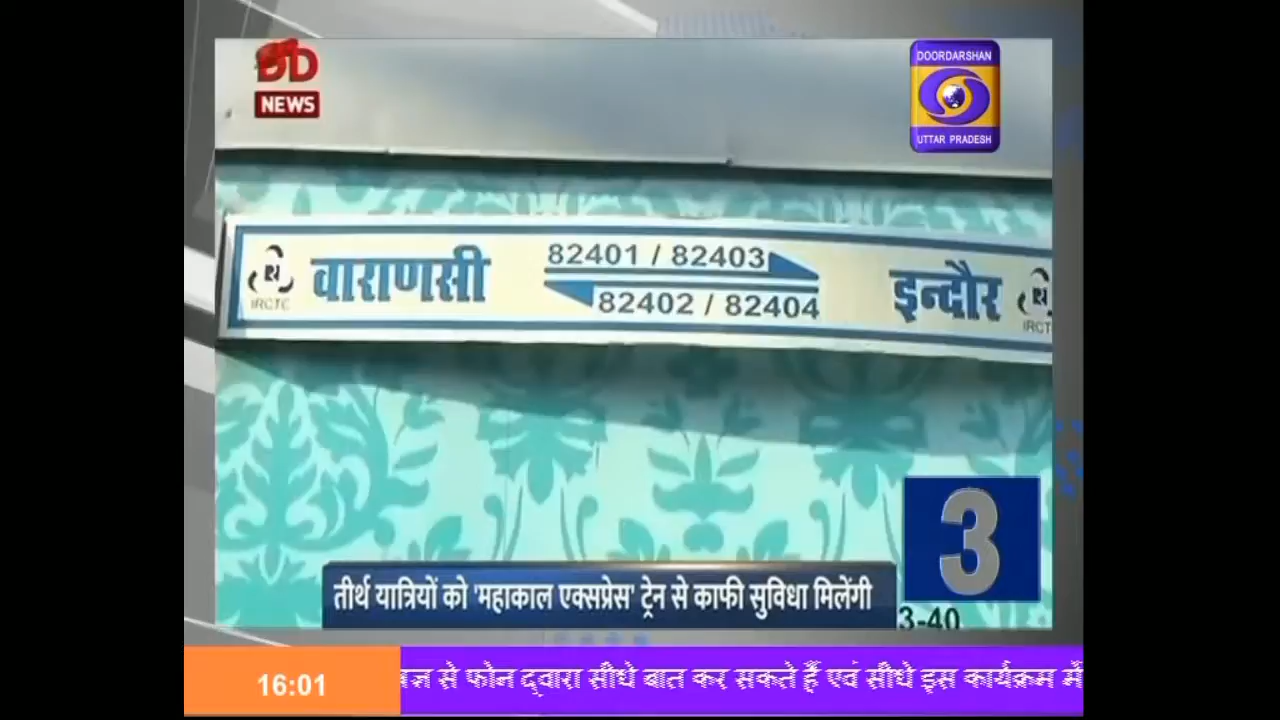 DD
NEWS
DOORDARSHAN
UTTAR PRADESH
IRCTC
वाराणसी
82401 / 82403
82402 / 82404
इन्दौर
IRCT
3
तीर्थ यात्रियों को 'महाकाल एक्सप्रेस' ट्रेन से काफी सुविधा मिलेंगी
3-40
16:01
से फोन द्वारा सीधे बात कर सकते हैं एवं सीधे इस कार्यक्रम में